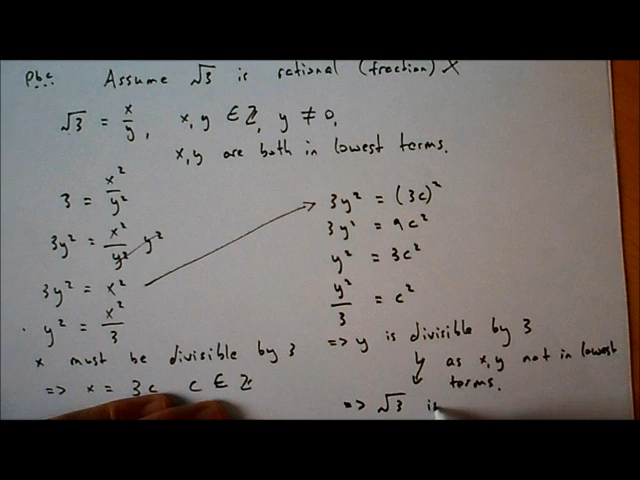 Pbc Assume √3 is rational (fraction) X
√3 = x/y, x,y ∈ ℤ, y ≠ 0,
x,y are both in lowest terms.
3 = x²/y²
3y² = x²/y² y²
3y² = x²
y² = x²/3
x must be divisible by 3
=> x = 3c c ∈ ℤ
3y² = (3c)²
3y² = 9c²
y² = 3c²
y²/3 = c²
=> y is divisible by 3
as x,y not in lowest
terms.
=> √3 i